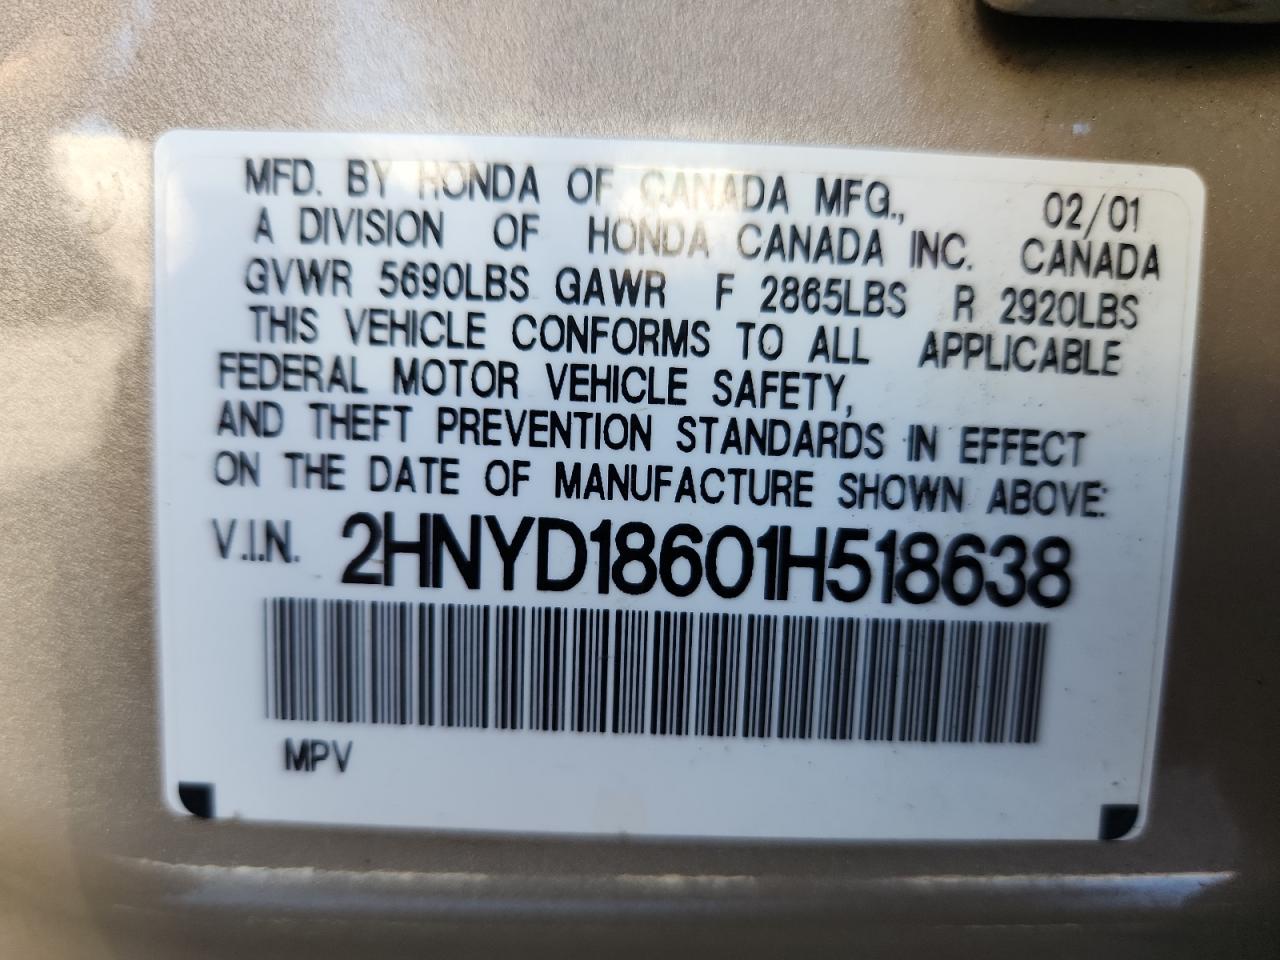 MFD. BY HONDA OF CANADA MFG., 02/01
A DIVISION OF HONDA CANADA INC. CANADA
GVWR 5690LBS GAWR F 2865LBS R 2920LBS
THIS VEHICLE CONFORMS TO ALL APPLICABLE
FEDERAL MOTOR VEHICLE SAFETY,
AND THEFT PREVENTION STANDARDS IN EFFECT
ON THE DATE OF MANUFACTURE SHOWN ABOVE:
V.I.N. 2HNYD18601H518638
MPV